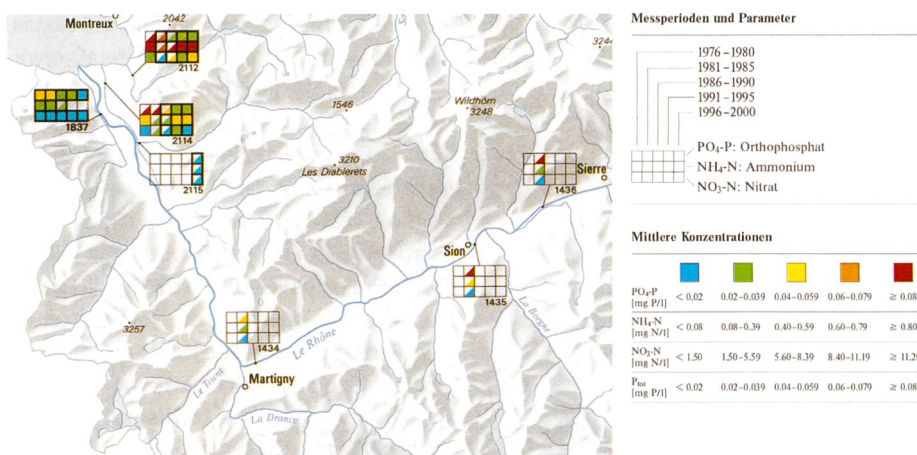 Montreux
2042
2112
1837
2114
2115
1546
Wildhorn
3248
3210
Les Diablerets
1436
Sierre
Sion
1435
3257
1434
Le Rhône
La Borgne
Le Trient
Martigny
La Drance
Messperioden und Parameter
1976 – 1980
1981 – 1985
1986 – 1990
1991 – 1995
1996 – 2000
PO₄-P: Orthophosphat
NH₄-N: Ammonium
NO₃-N: Nitrat
Mittlere Konzentrationen
PO₄-P [mg P/l] < 0.02 0.02–0.039 0.04–0.059 0.06–0.079 ≥ 0.08
NH₄-N [mg N/l] < 0.08 0.08–0.39 0.40–0.59 0.60–0.79 ≥ 0.80
NO₃-N [mg N/l] < 1.50 1.50–5.59 5.60–8.39 8.40–11.19 ≥ 11.20
Ptot [mg P/l] < 0.02 0.02–0.039 0.04–0.059 0.06–0.079 ≥ 0.08